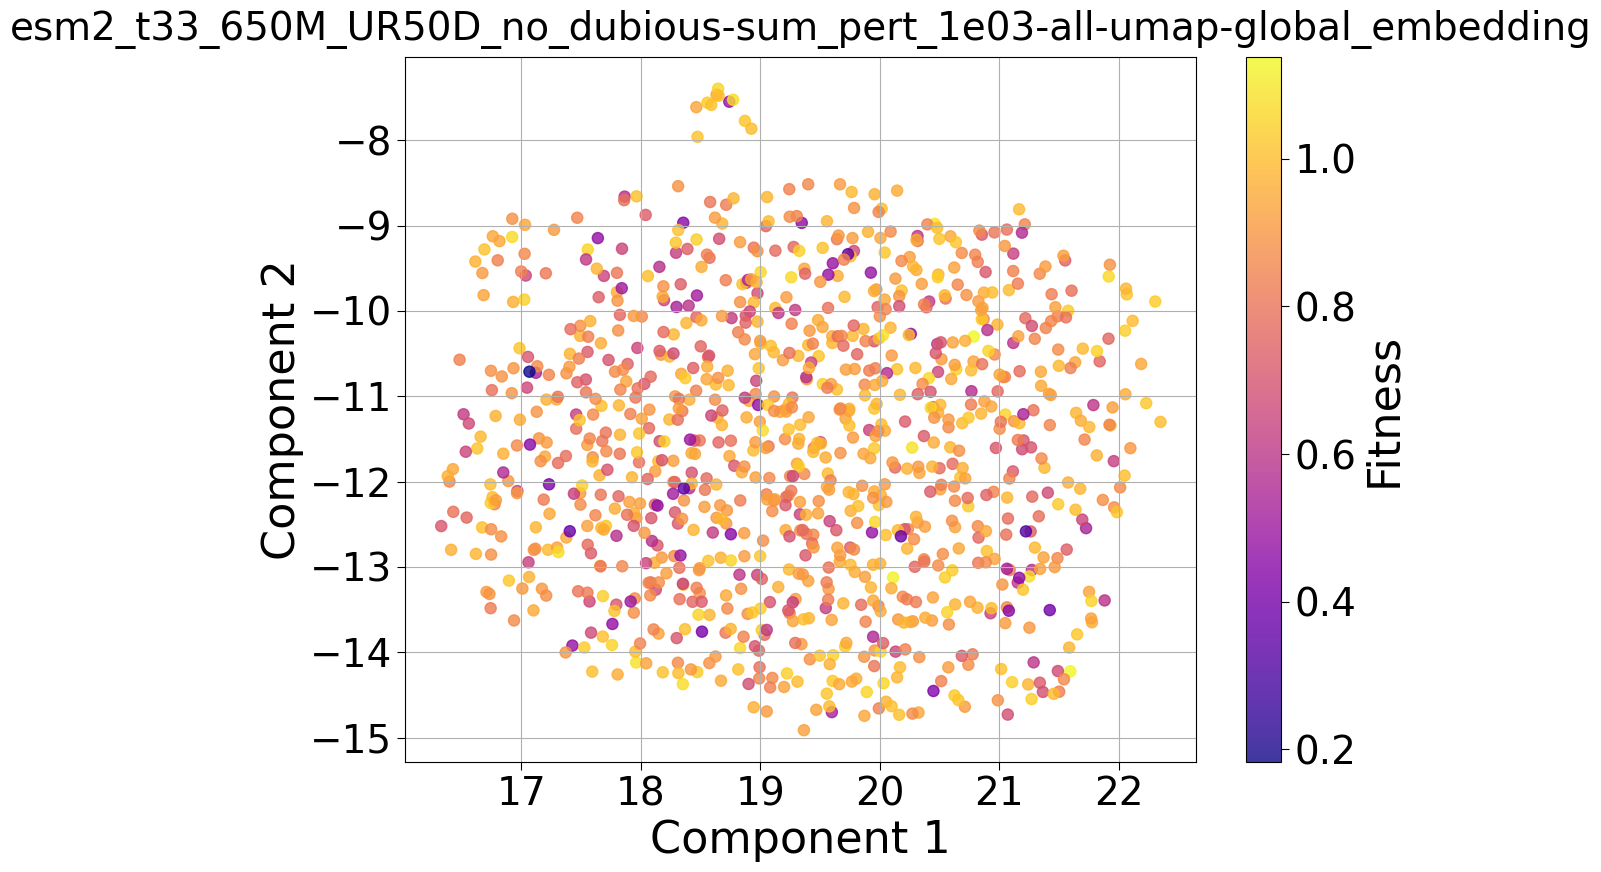 esm2_t33_650M_UR50D_no_dubious-sum_pert_1e03-all-umap-global_embedding
−8
−9
−10
−11
−12
−13
−14
−15
Component 2
17 18 19 20 21 22
Component 1
1.0
0.8
0.6
0.4
0.2
Fitness